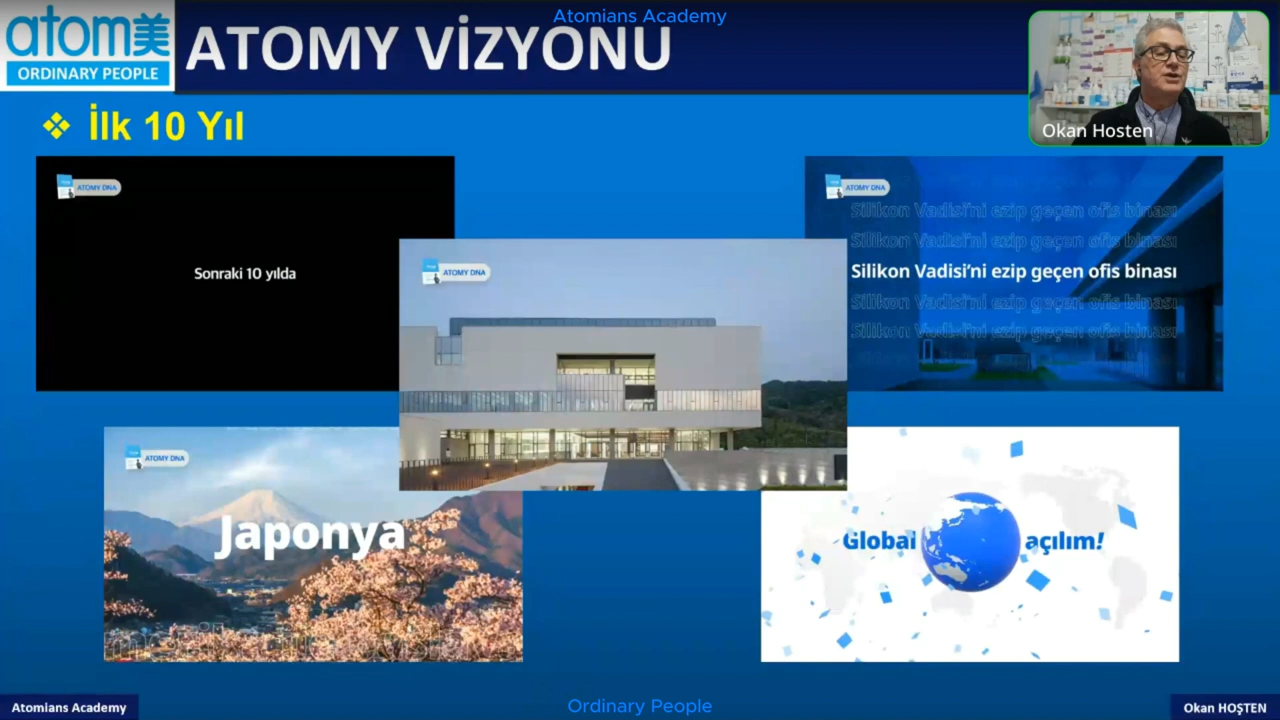 Atomians Academy
atom美
ORDINARY PEOPLE
ATOMY VİZYONU
Okan Hosten
❖ İlk 10 Yıl
ATOMY DNA
Sonraki 10 yılda
ATOMY DNA
ATOMY DNA
Silikon Vadisi’ni ezip geçen ofis binası
Silikon Vadisi’ni ezip geçen ofis binası
Silikon Vadisi’ni ezip geçen ofis binası
Silikon Vadisi’ni ezip geçen ofis binası
Silikon Vadisi’ni ezip geçen ofis binası
ATOMY DNA
Japonya
Global açılım!
Atomians Academy
Ordinary People
Okan HOŞTEN